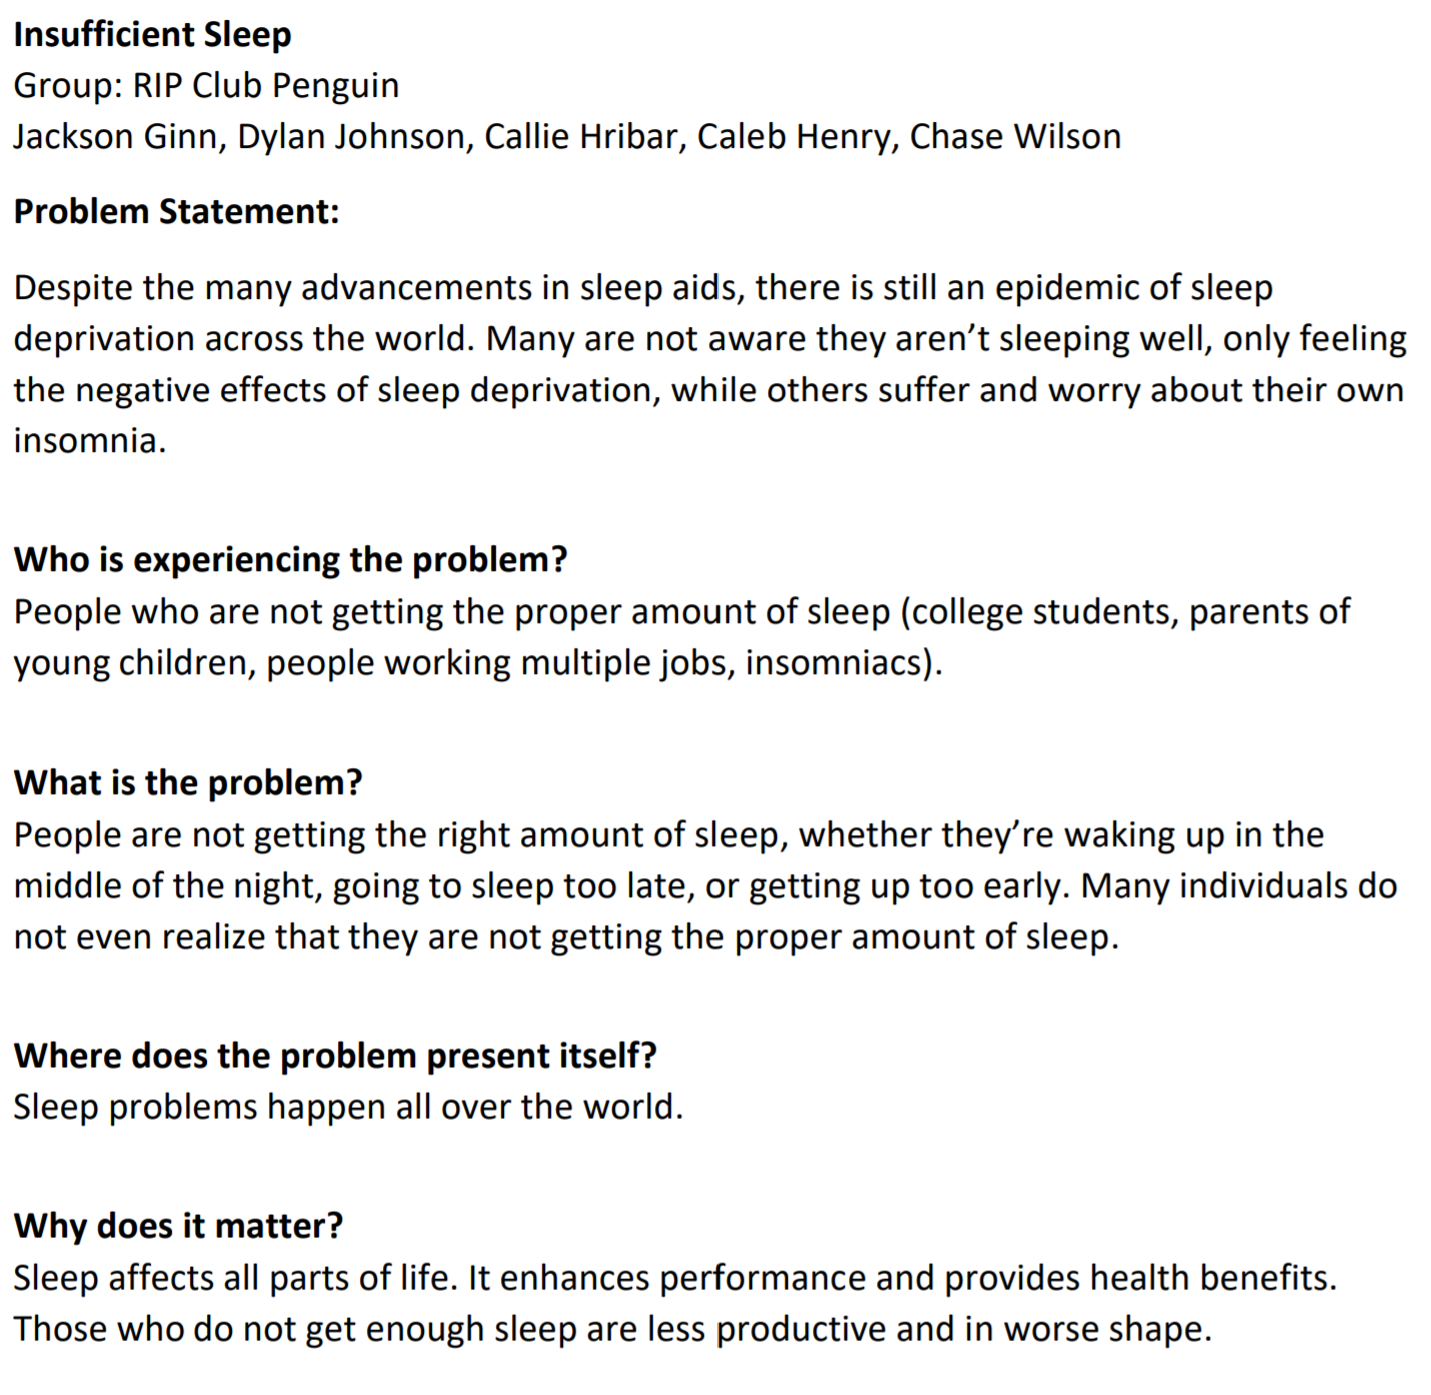 Insufficient Sleep
Group: RIP Club Penguin
Jackson Ginn, Dylan Johnson, Callie Hribar, Caleb Henry, Chase Wilson
Problem Statement:
Despite the many advancements in sleep aids, there is still an epidemic of sleep
deprivation across the world. Many are not aware they aren’t sleeping well, only feeling
the negative effects of sleep deprivation, while others suffer and worry about their own
insomnia.
Who is experiencing the problem?
People who are not getting the proper amount of sleep (college students, parents of
young children, people working multiple jobs, insomniacs).
What is the problem?
People are not getting the right amount of sleep, whether they’re waking up in the
middle of the night, going to sleep too late, or getting up too early. Many individuals do
not even realize that they are not getting the proper amount of sleep.
Where does the problem present itself?
Sleep problems happen all over the world.
Why does it matter?
Sleep affects all parts of life. It enhances performance and provides health benefits.
Those who do not get enough sleep are less productive and in worse shape.